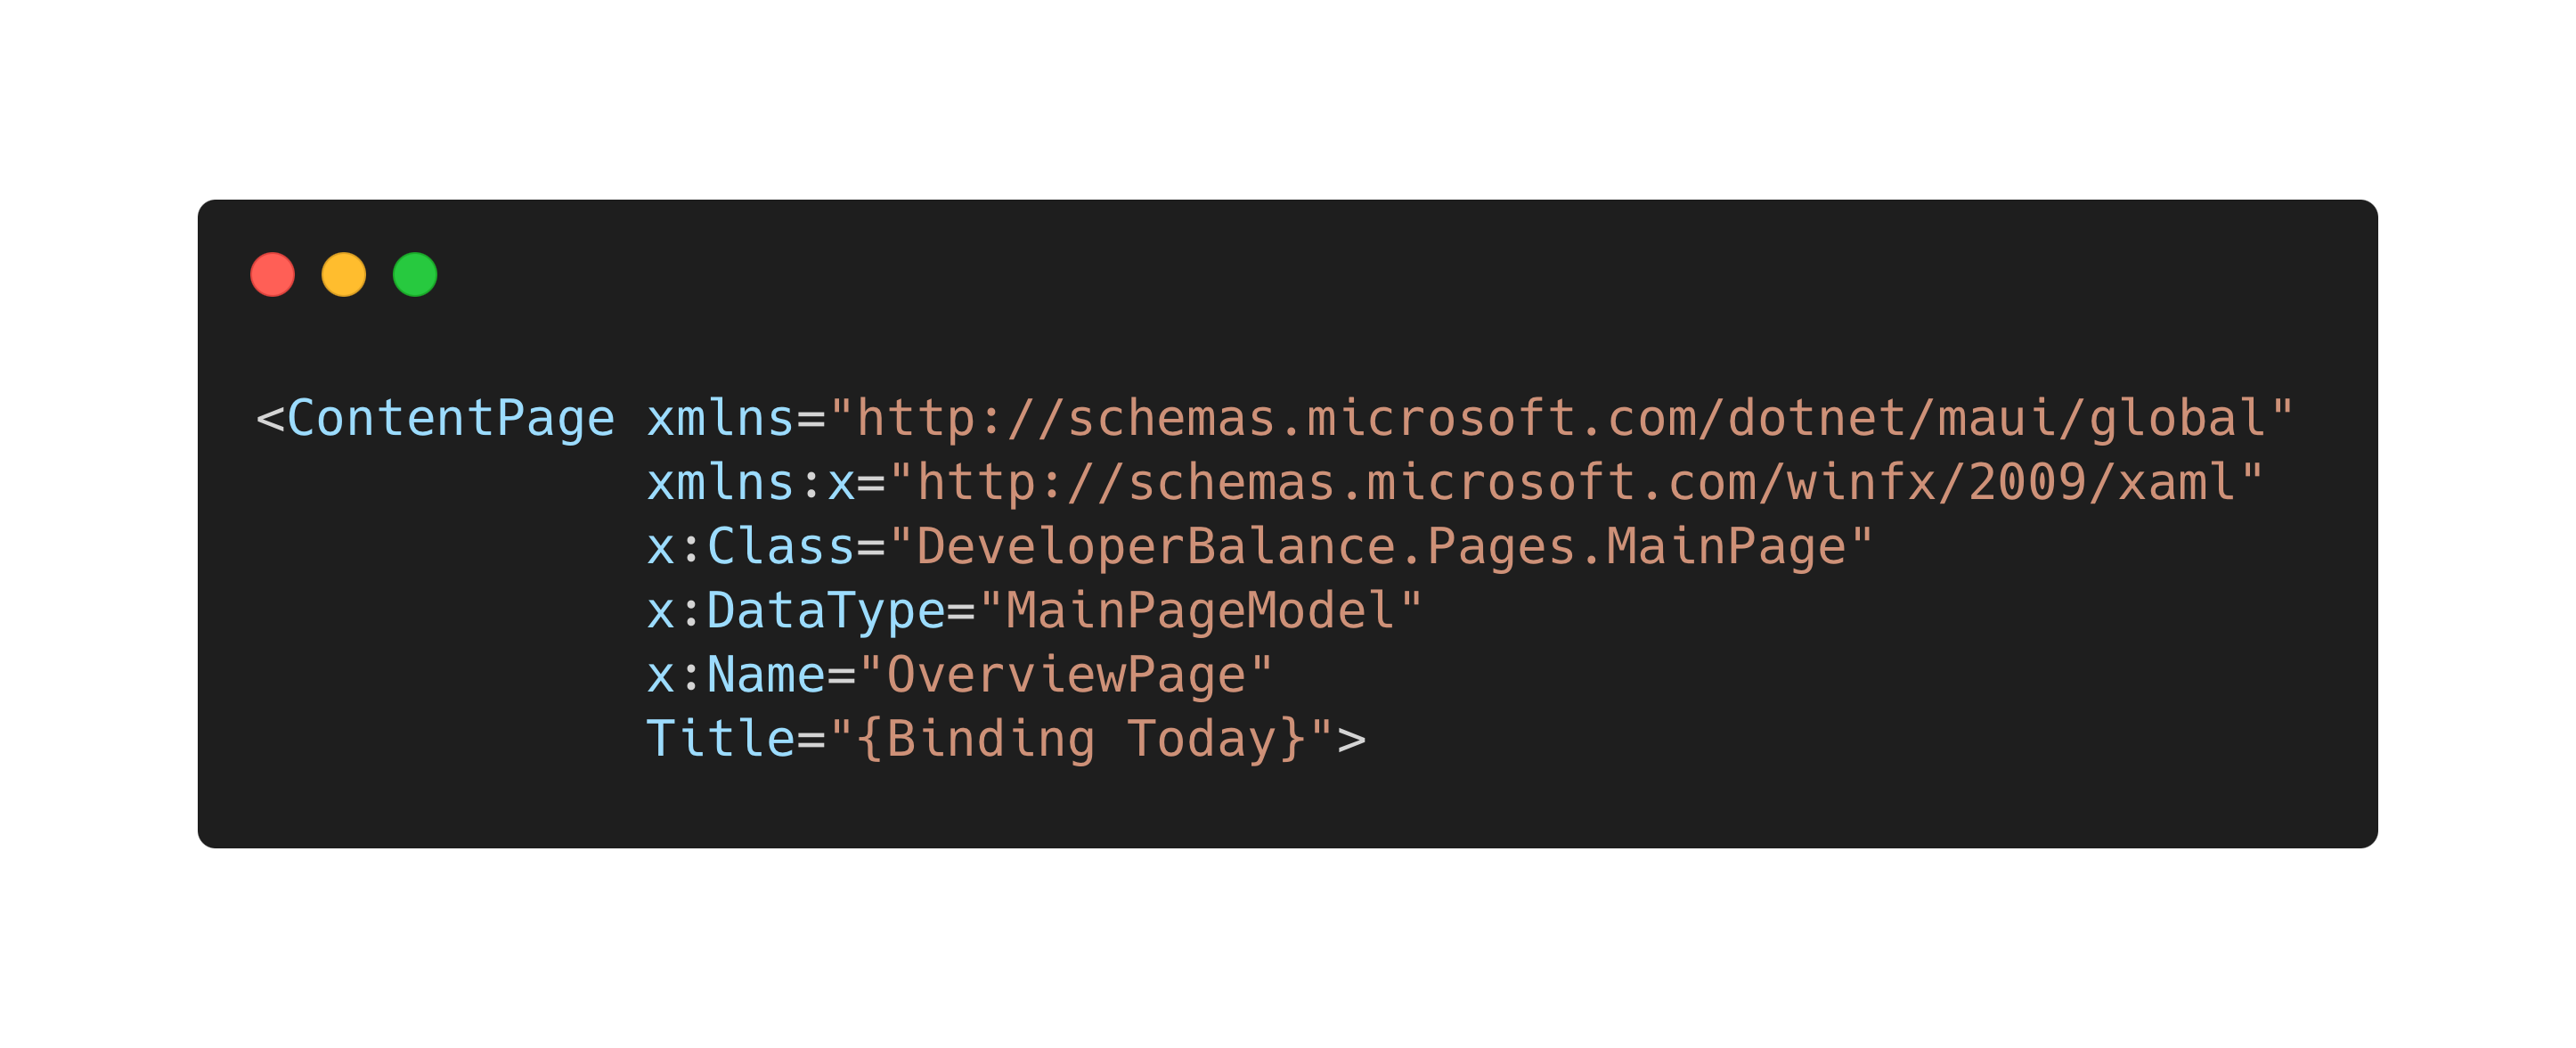 <ContentPage xmlns="http://schemas.microsoft.com/dotnet/maui/global"
xmlns:x="http://schemas.microsoft.com/winfx/2009/xaml"
x:Class="DeveloperBalance.Pages.MainPage"
x:DataType="MainPageModel"
x:Name="OverviewPage"
Title="{Binding Today}">